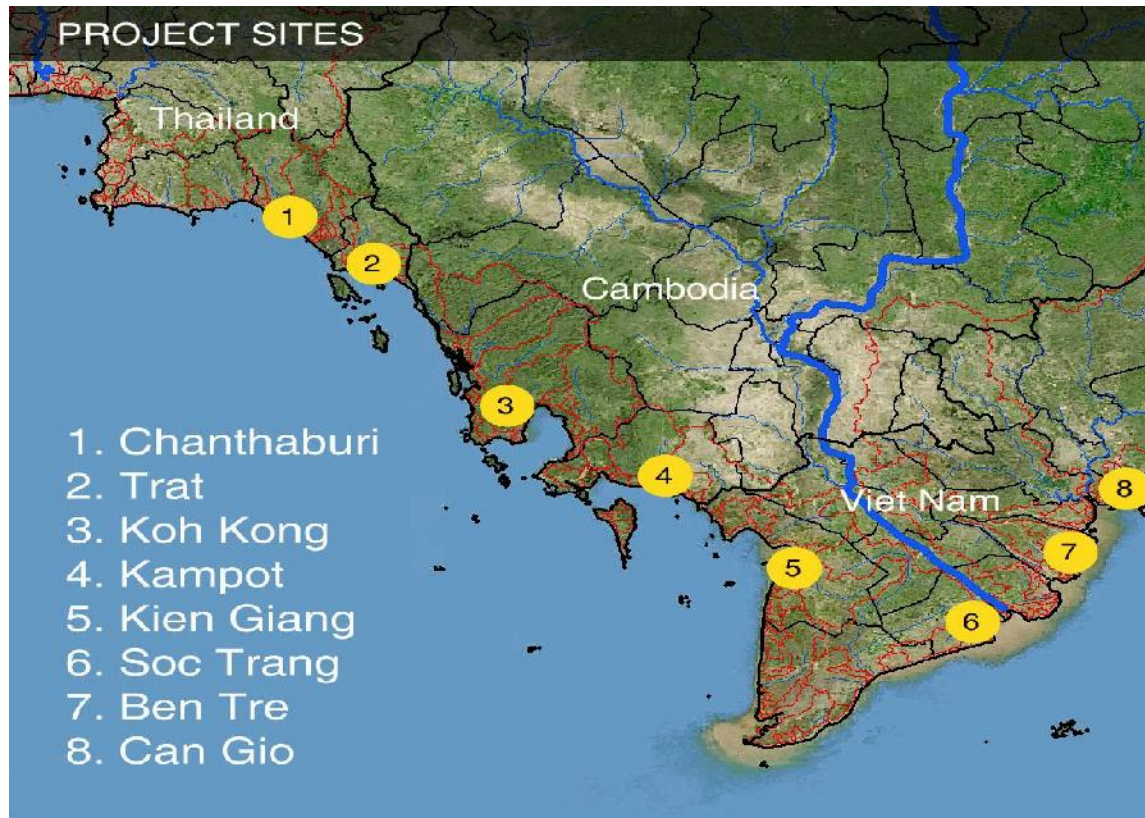 PROJECT SITES
Thailand
1
2
Cambodia
3
4
Viet Nam
8
7
5
6
1. Chanthaburi
2. Trat
3. Koh Kong
4. Kampot
5. Kien Giang
6. Soc Trang
7. Ben Tre
8. Can Gio